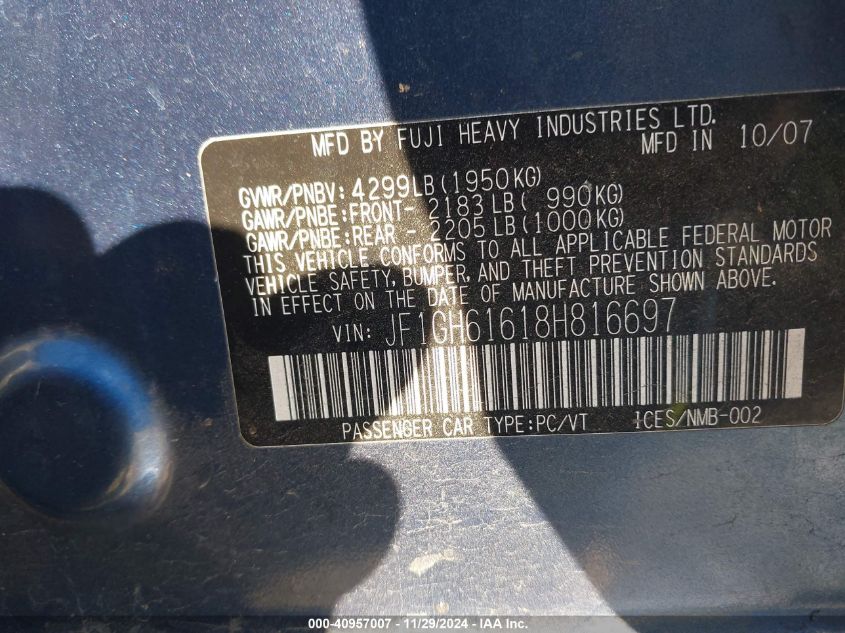 MFD BY FUJI HEAVY INDUSTRIES LTD.
MFD IN 10/07
GVWR/PNBV: 4299LB(1950KG)
GAWR/PNBE:FRONT- 2183LB( 990KG)
GAWR/PNBE:REAR - 2205LB(1000KG)
THIS VEHICLE CONFORMS TO ALL APPLICABLE FEDERAL MOTOR
VEHICLE SAFETY, BUMPER, AND THEFT PREVENTION STANDARDS
IN EFFECT ON THE DATE OF MANUFACTURE SHOWN ABOVE.
VIN: JF1GH61618H816697
PASSENGER CAR TYPE:PC/VT ICES/NMB-002
000-40957007 - 11/29/2024 - IAA Inc.